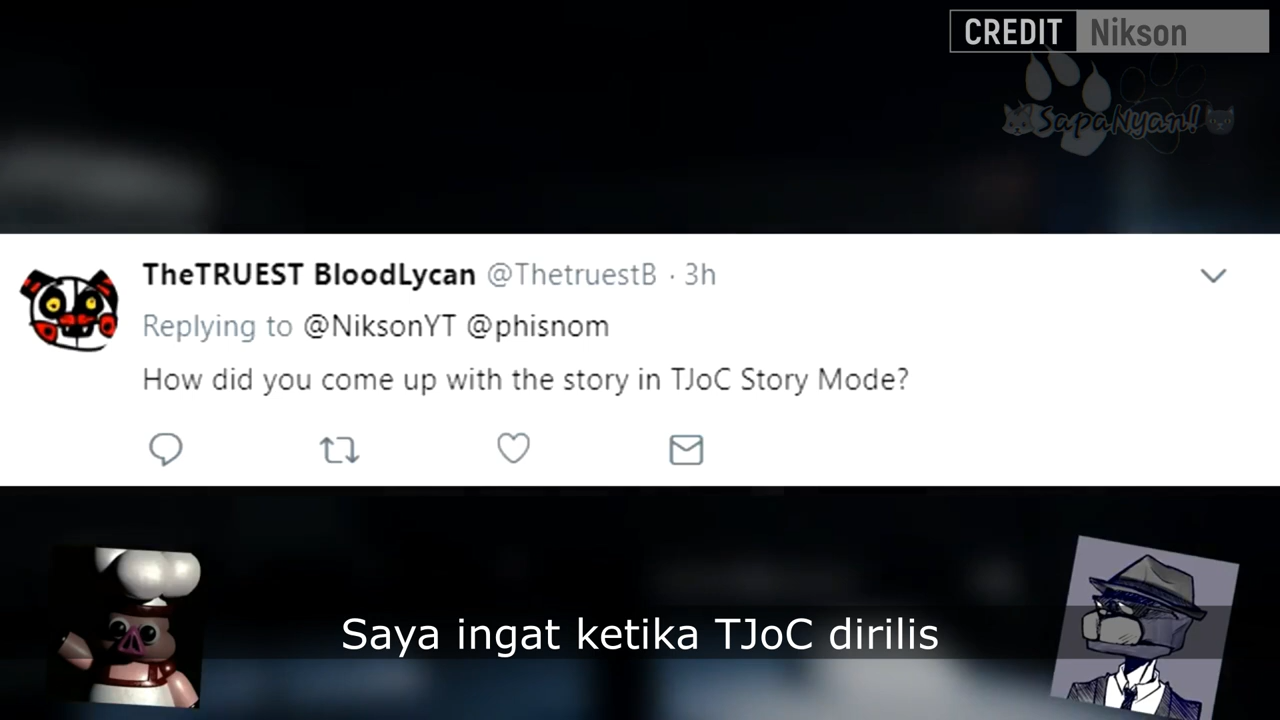 CREDIT Nikson
SapaNyan!
TheTRUEST BloodLycan @ThetruestB · 3h
Replying to @NiksonYT @phisnom
How did you come up with the story in TJoC Story Mode?
Saya ingat ketika TJoC dirilis